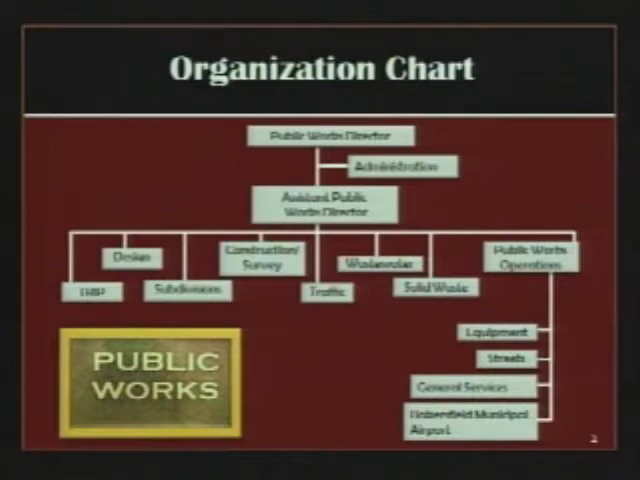 Organization Chart
Public Works Director
Administration
Assistant Public
Works Director
Design
Construction/
Survey
Wastewater
Public Works
Operations
Subdivisions
Traffic
Solid Waste
Equipment
Streets
General Services
Municipal
Airport
PUBLIC
WORKS
2